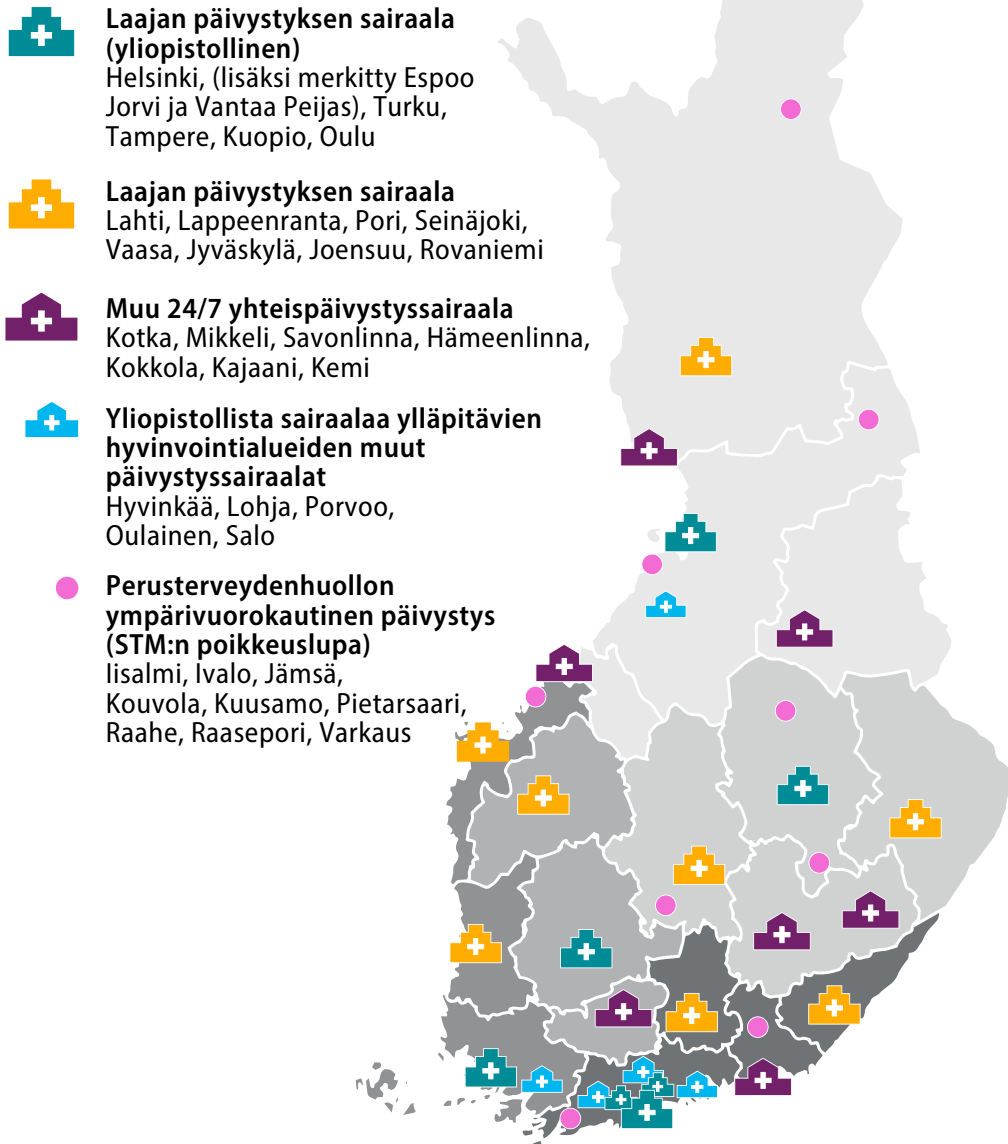 Laajan päivystyksen sairaala
(yliopistollinen)
Helsinki, (lisäksi merkitty Espoo
Jorvi ja Vantaa Peijas), Turku,
Tampere, Kuopio, Oulu
Laajan päivystyksen sairaala
Lahti, Lappeenranta, Pori, Seinäjoki,
Vaasa, Jyväskylä, Joensuu, Rovaniemi
Muu 24/7 yhteispäivystyssairaala
Kotka, Mikkeli, Savonlinna, Hämeenlinna,
Kokkola, Kajaani, Kemi
Yliopistollista sairaalaa ylläpitävien
hyvinvointialueiden muut
päivystyssairaalat
Hyvinkää, Lohja, Porvoo,
Oulainen, Salo
Perusterveydenhuollon
ympärivuorokautinen päivystys
(STM:n poikkeuslupa)
Iisalmi, Ivalo, Jämsä,
Kouvola, Kuusamo, Pietarsaari,
Raahe, Raasepori, Varkaus